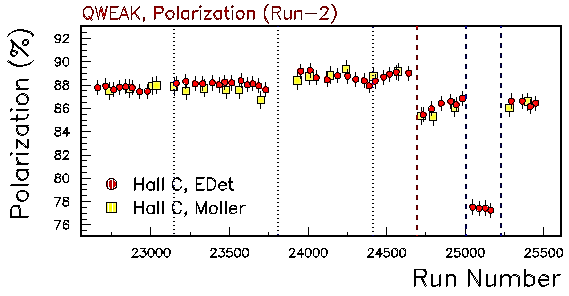 QWEAK, Polarization (Run-2)
Polarization (%)
92
90
88
86
84
82
80
78
76
Hall C, EDet
Hall C, Moller
23000 23500 24000 24500 25000 25500
Run Number